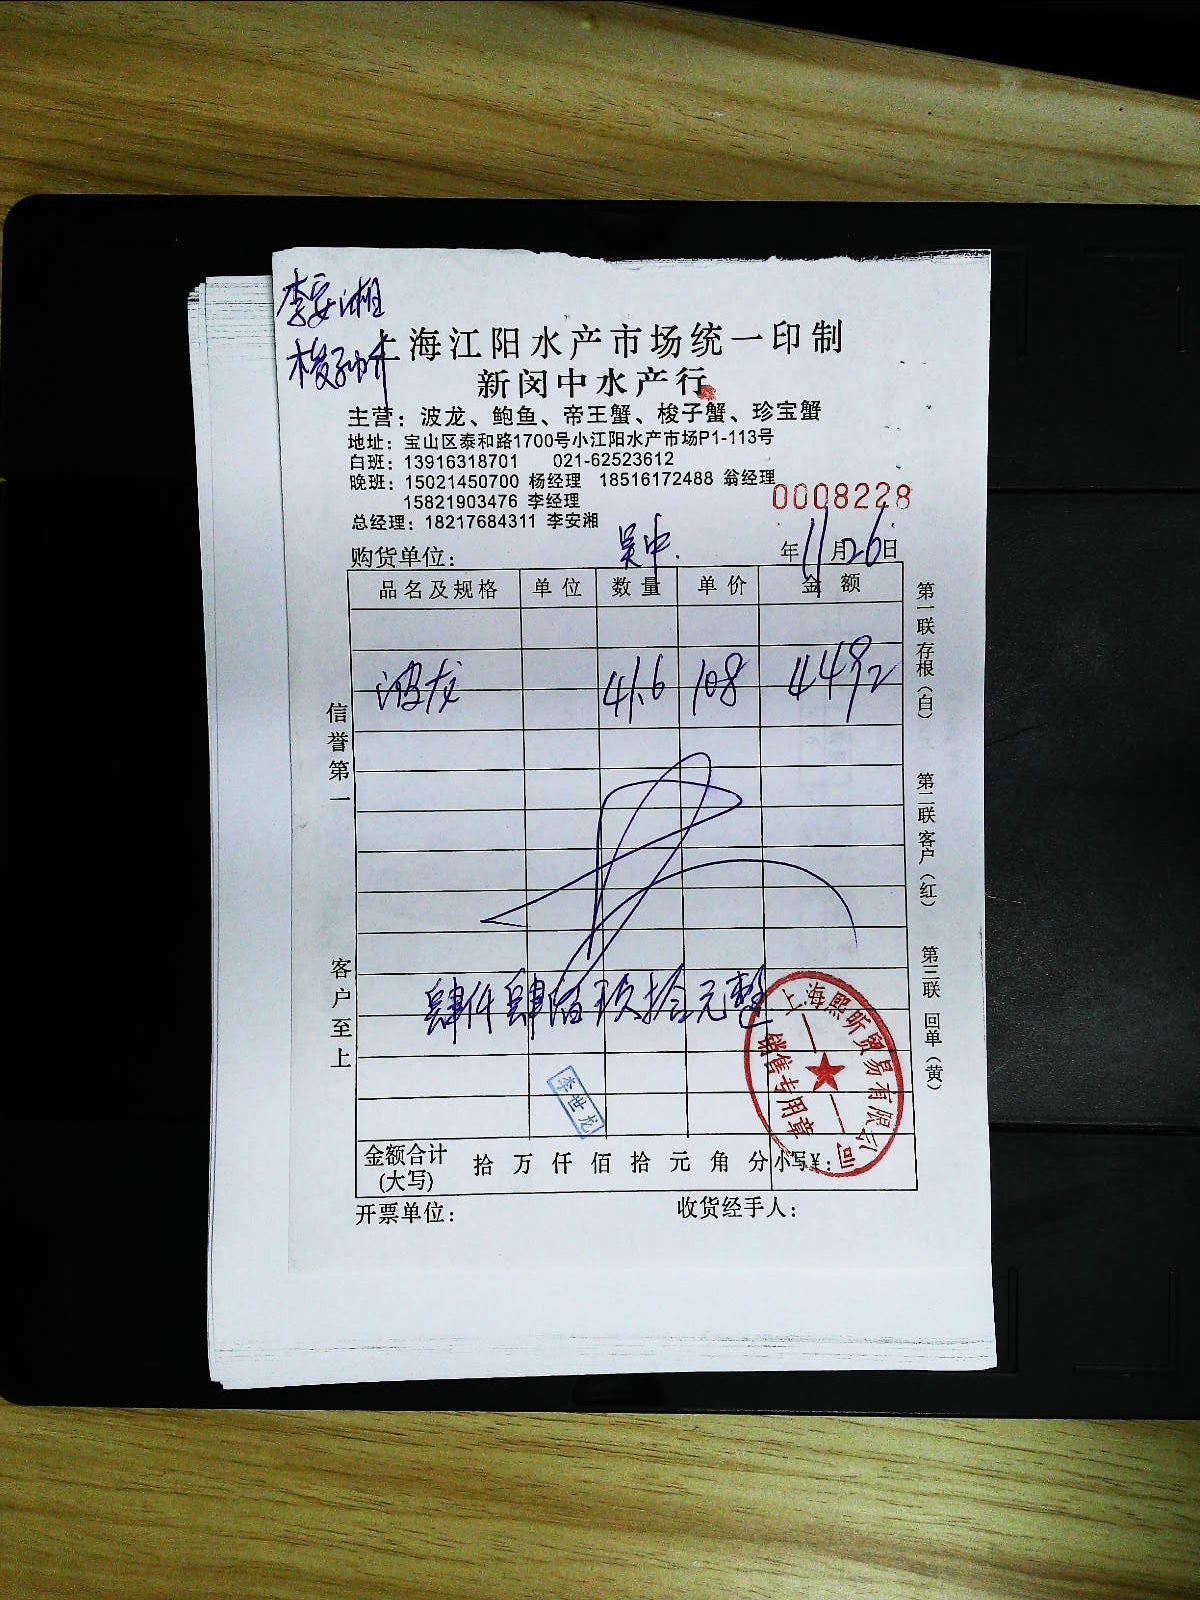 李安湘
上海江阳水产市场统一印制
新闵中水产行
主营：波龙、鲍鱼、帝王蟹、梭子蟹、珍宝蟹
地址：宝山区泰和路1700号小江阳水产市场P1-113号
白班：13916318701 021-62523612
晚班：15021450700 杨经理 18516172488 翁经理
15821903476 李经理
0008228
总经理：18217684311 李安湘
购货单位： 吴中. 年11月26日
品名及规格 单位 数量 单价 金额
波龙 41.6 108 4492
肆仟肆佰玖拾元整
信誉第一
客户至上
第一联 存根（白）
第二联 客户（红）
第三联 回单（黄）
上海熙昕贸易有限公司
销售专用章
李世龙
金额合计(大写) 拾 万 仟 佰 拾 元 角 分 小写¥：
开票单位： 收货经手人：